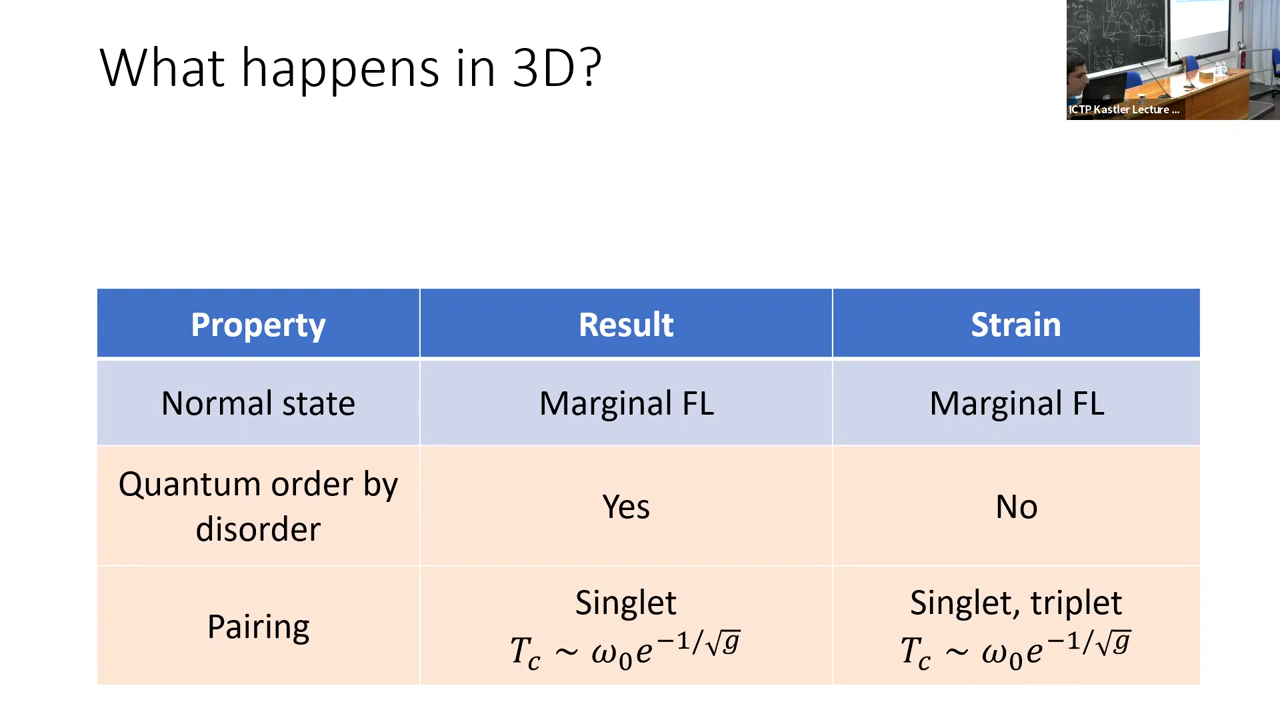 What happens in 3D?
ICTP Kastler Lecture ...
Property Result Strain
Normal state Marginal FL Marginal FL
Quantum order by disorder Yes No
Pairing Singlet Singlet, triplet
T_c ~ ω_0 e^{-1/√g} T_c ~ ω_0 e^{-1/√g}